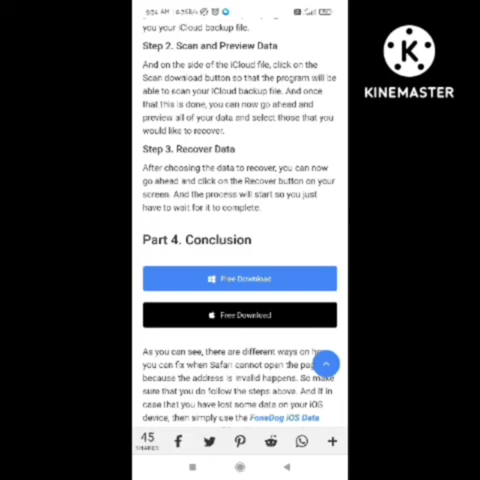 9:34 AM
you your iCloud backup file.
Step 2. Scan and Preview Data
And on the side of the iCloud file, click on the
Scan download button so that the program will be
able to scan your iCloud backup file. And once
that this is done, you can now go ahead and
preview all of your data and select those that you
would like to recover.
Step 3. Recover Data
After choosing the data to recover, you can now
go ahead and click on the Recover button on your
screen. And the process will start so you just
have to wait for it to complete.
Part 4. Conclusion
Free Download
Free Download
As you can see, there are different ways on
you can fix when Safari cannot open the
because the address is invalid happens. So make
sure that you do follow the steps above. And if in
case that you have lost some data on your iOS
device, then simply use the FoneDog iOS Data
45
SHARES
K
KINEMASTER